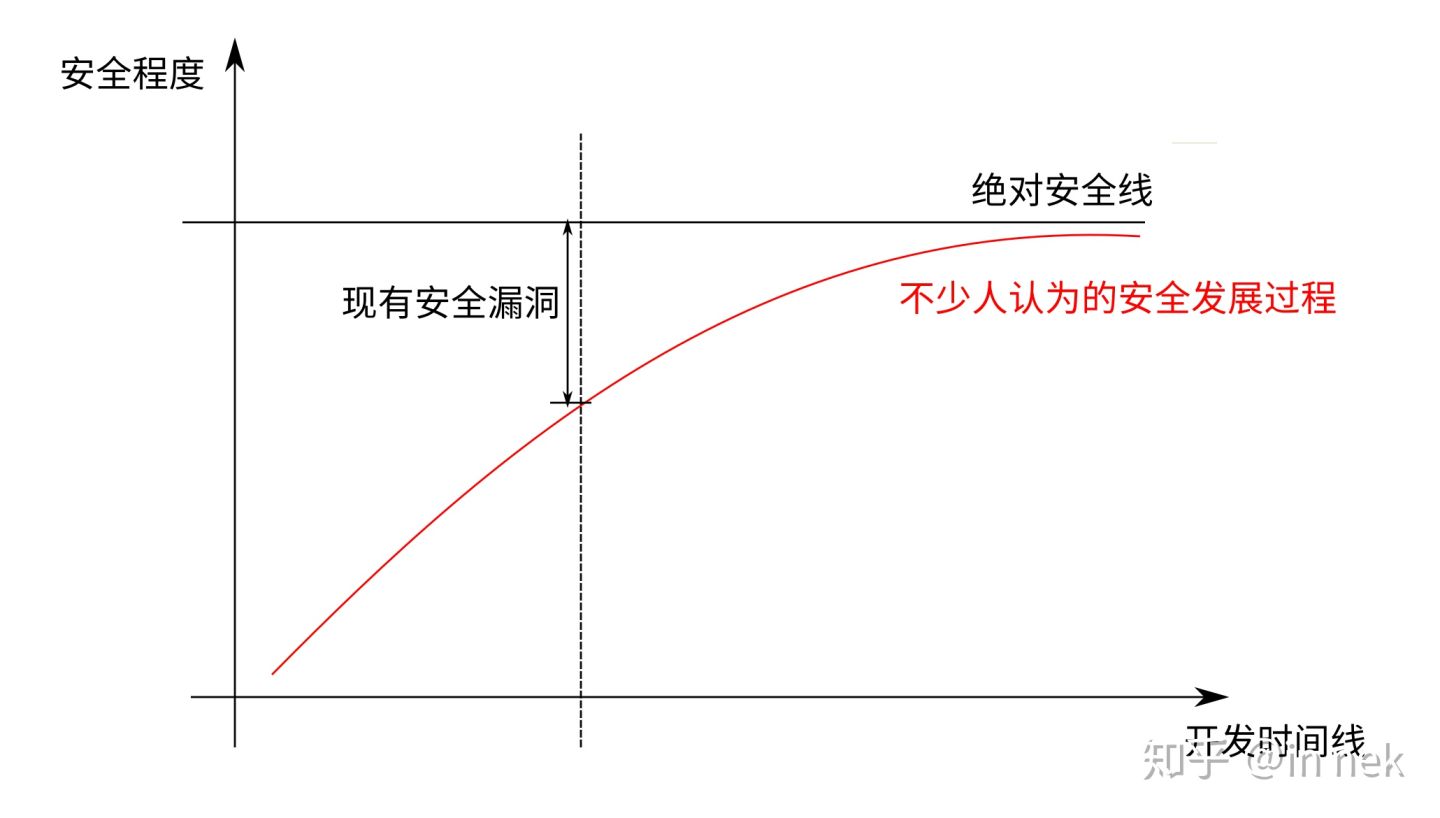 安全程度
绝对安全线
现有安全漏洞
不少人认为的安全发展过程
开发时间线
知乎 @in nek